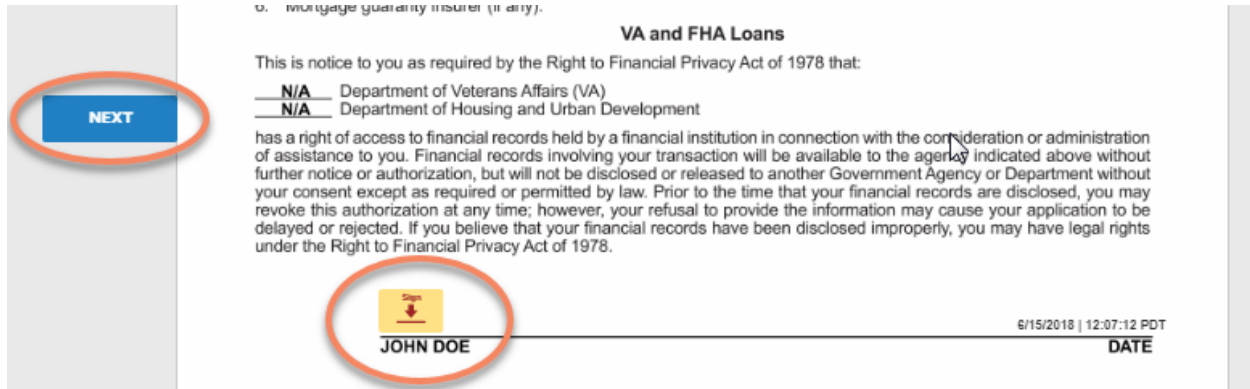 6. Mortgage guaranty insurer (if any).
VA and FHA Loans
This is notice to you as required by the Right to Financial Privacy Act of 1978 that:
N/A Department of Veterans Affairs (VA)
N/A Department of Housing and Urban Development
NEXT
has a right of access to financial records held by a financial institution in connection with the consideration or administration
of assistance to you. Financial records involving your transaction will be available to the agency indicated above without
further notice or authorization, but will not be disclosed or released to another Government Agency or Department without
your consent except as required or permitted by law. Prior to the time that your financial records are disclosed, you may
revoke this authorization at any time; however, your refusal to provide the information may cause your application to be
delayed or rejected. If you believe that your financial records have been disclosed improperly, you may have legal rights
under the Right to Financial Privacy Act of 1978.
Sign
6/15/2018 | 12:07:12 PDT
JOHN DOE DATE